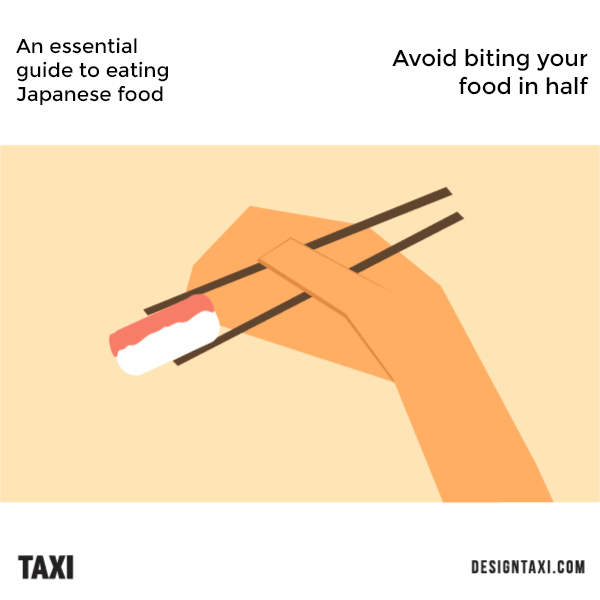 An essential
guide to eating
Japanese food
Avoid biting your
food in half
TAXI
DESIGNTAXI.COM